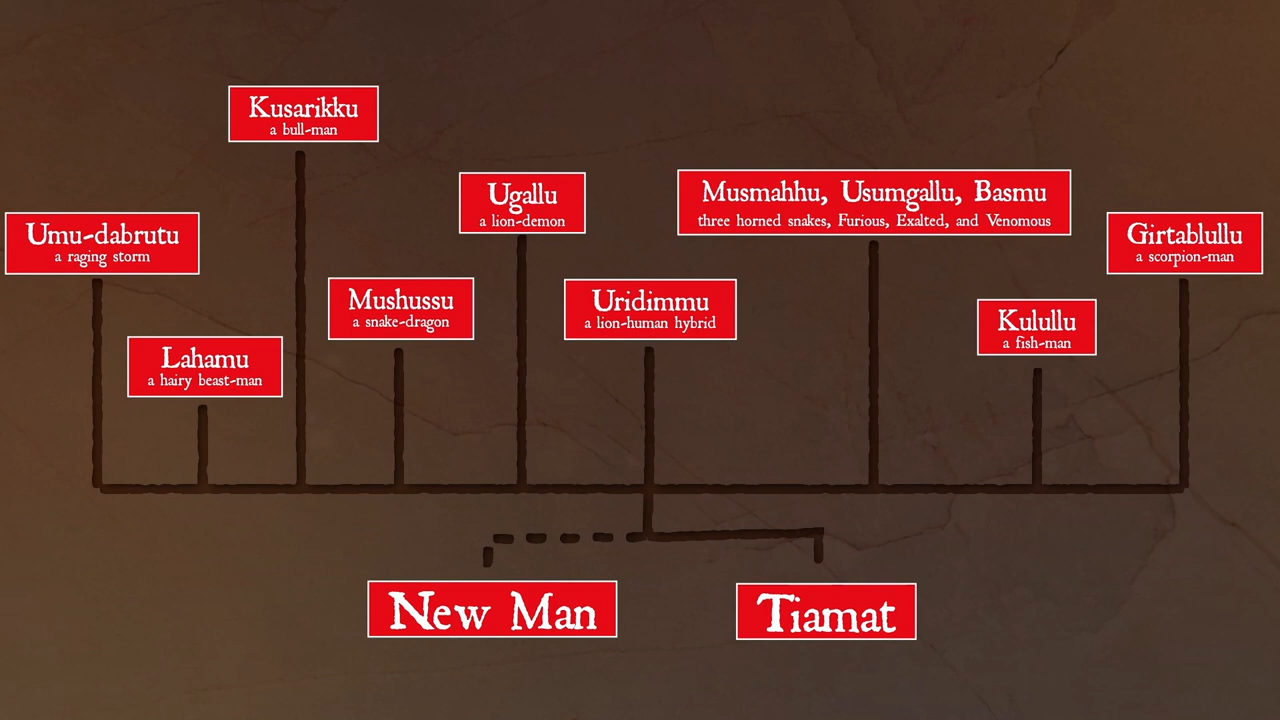 Kusarikku
a bull-man
Ugallu
a lion-demon
Musmahhu, Usumgallu, Basmu
three horned snakes, Furious, Exalted, and Venomous
Umu-dabrutu
a raging storm
Girtablullu
a scorpion-man
Mushussu
a snake-dragon
Uridimmu
a lion-human hybrid
Kulullu
a fish-man
Lahamu
a hairy beast-man
New Man
Tiamat